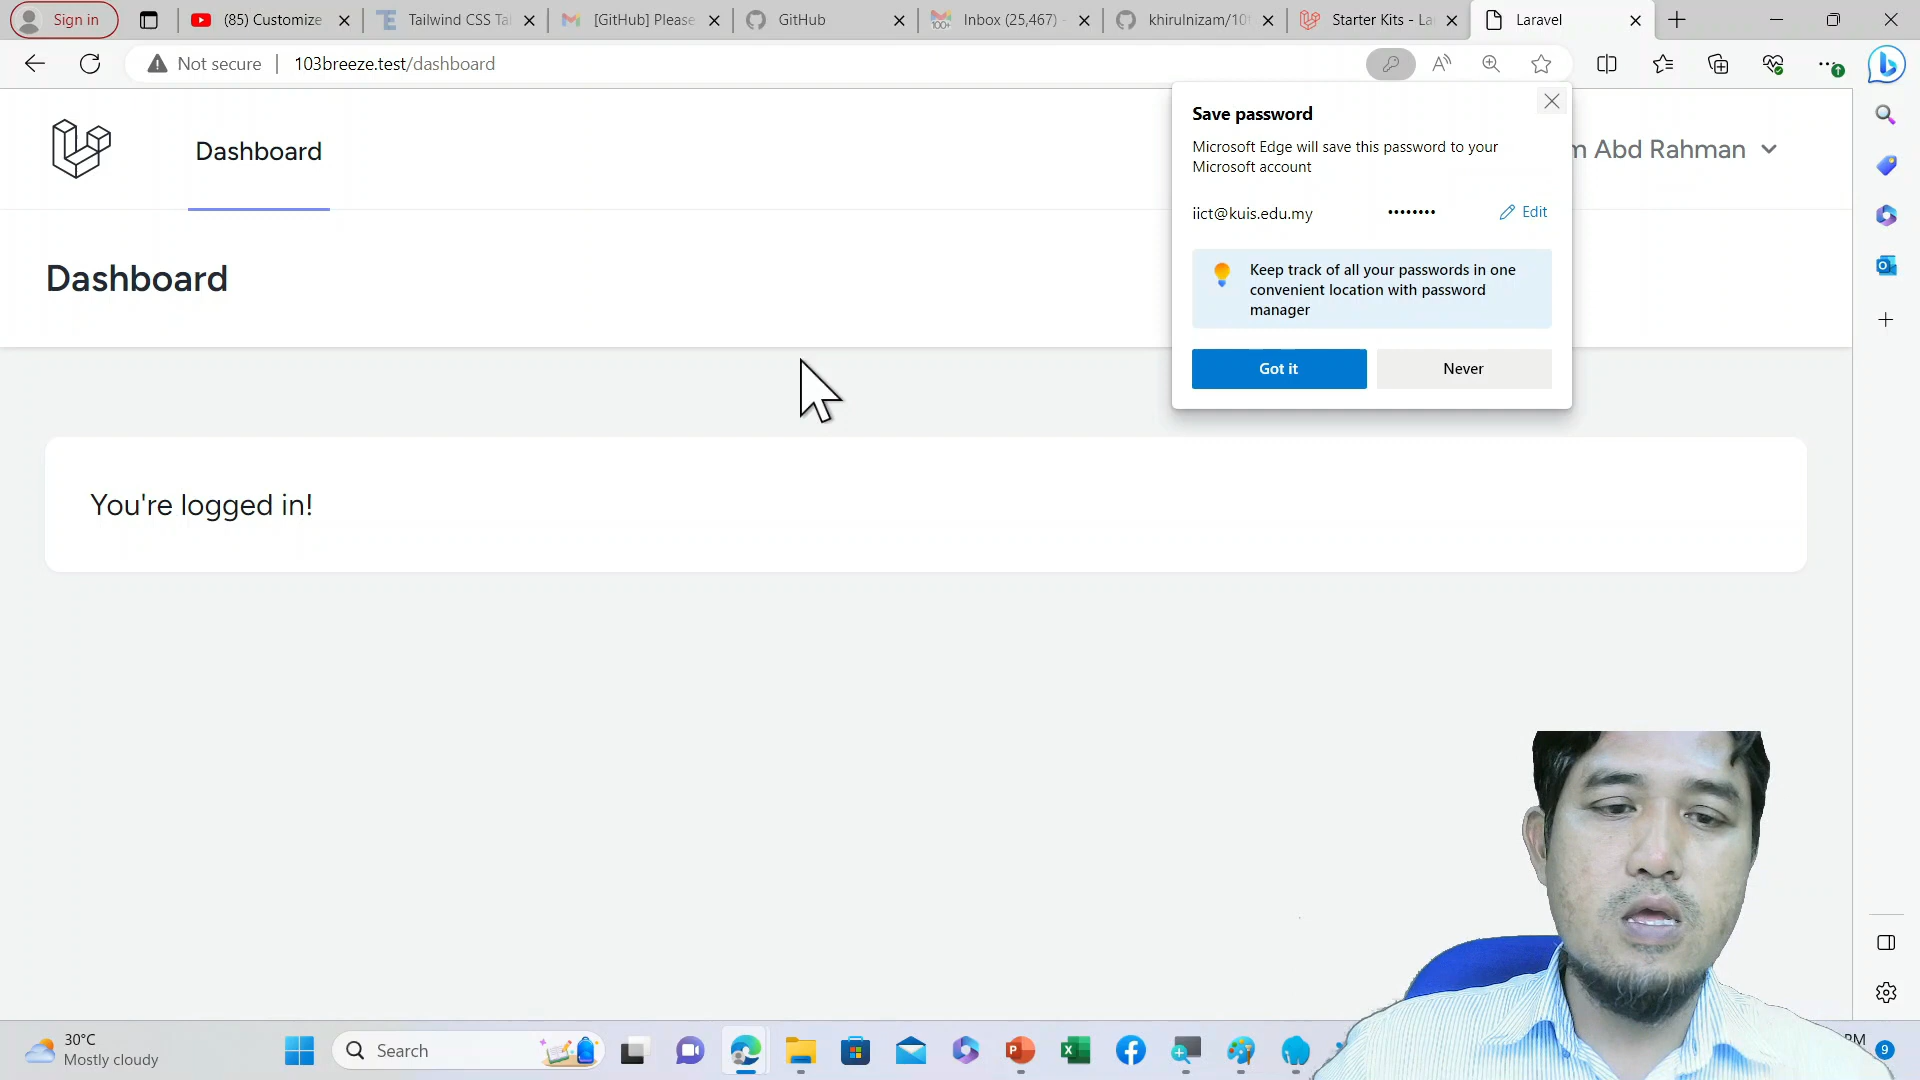 Sign in
(85) Customize
Tailwind CSS Tal
[GitHub] Please
GitHub
Inbox (25,467) -
khirulnizam/10
Starter Kits - La
Laravel
Not secure
103breeze.test/dashboard
Dashboard
m Abd Rahman
Save password
Microsoft Edge will save this password to your
Microsoft account
iict@kuis.edu.my
••••••••
Edit
Keep track of all your passwords in one
convenient location with password
manager
Got it
Never
Dashboard
You're logged in!
30°C
Mostly cloudy
Search
PM
9